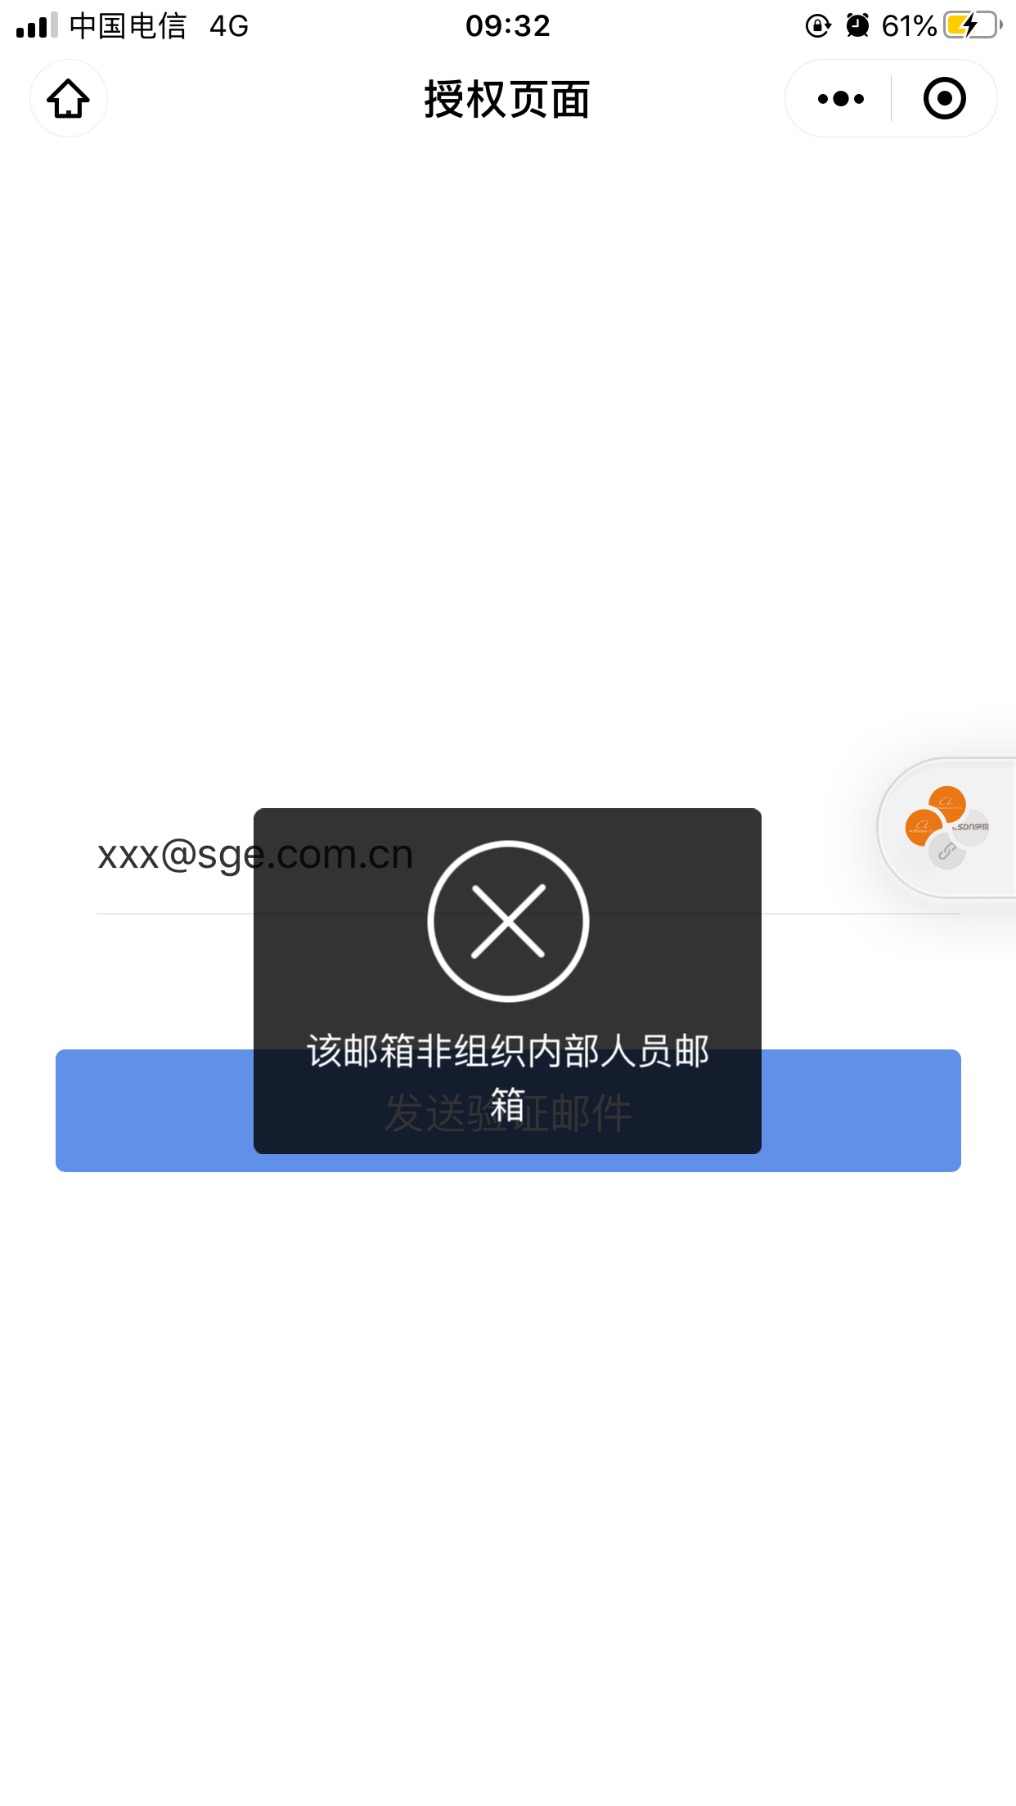 中国电信 4G 09:32 61%
授权页面
xxx@sge.com.cn
该邮箱非组织内部人员邮
箱
发送验证邮件